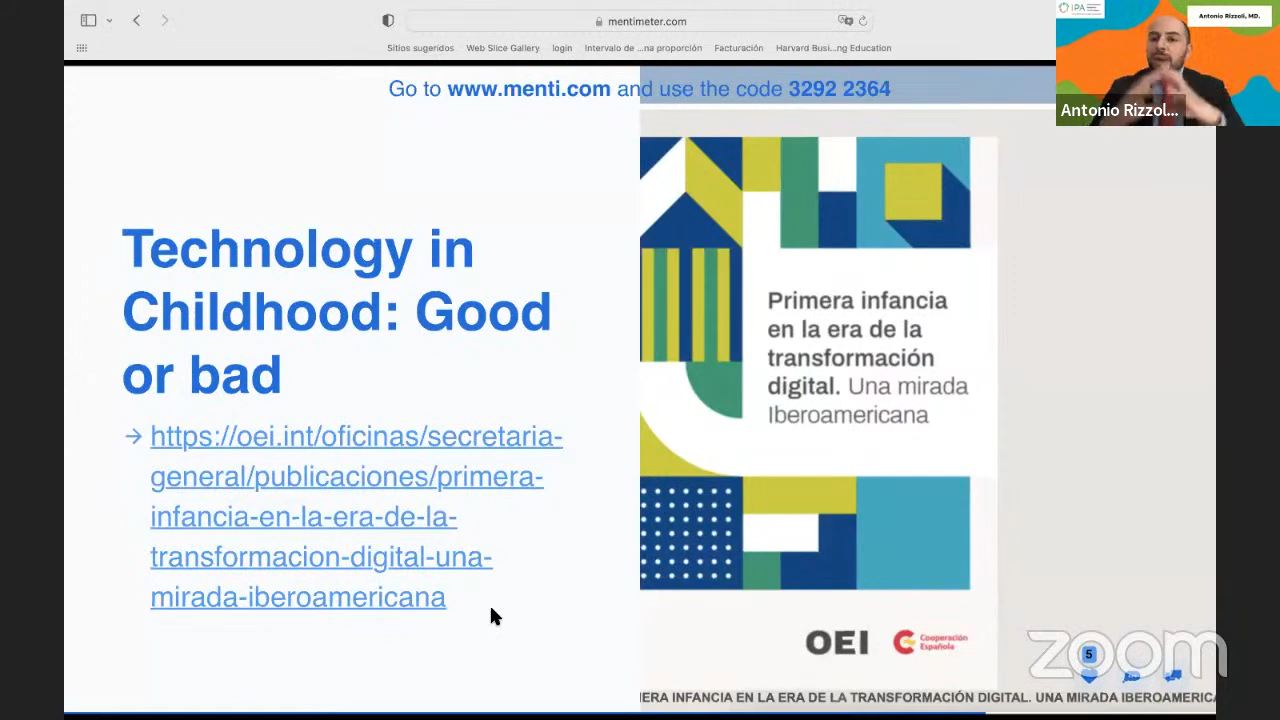 mentimeter.com
Sitios sugeridos Web Slice Gallery login Intervalo de ...na proporción Facturación Harvard Busi...ng Education
iPA
Antonio Rizzoli, MD.
Antonio Rizzol...
Go to www.menti.com and use the code 3292 2364
Technology in
Childhood: Good
or bad
→ https://oei.int/oficinas/secretaria-
general/publicaciones/primera-
infancia-en-la-era-de-la-
transformacion-digital-una-
mirada-iberoamericana
Primera infancia
en la era de la
transformación
digital. Una mirada
Iberoamericana
OEI
Cooperación
Española
zoom
5
IERA INFANCIA EN LA ERA DE LA TRANSFORMACIÓN DIGITAL. UNA MIRADA IBEROAMERICA